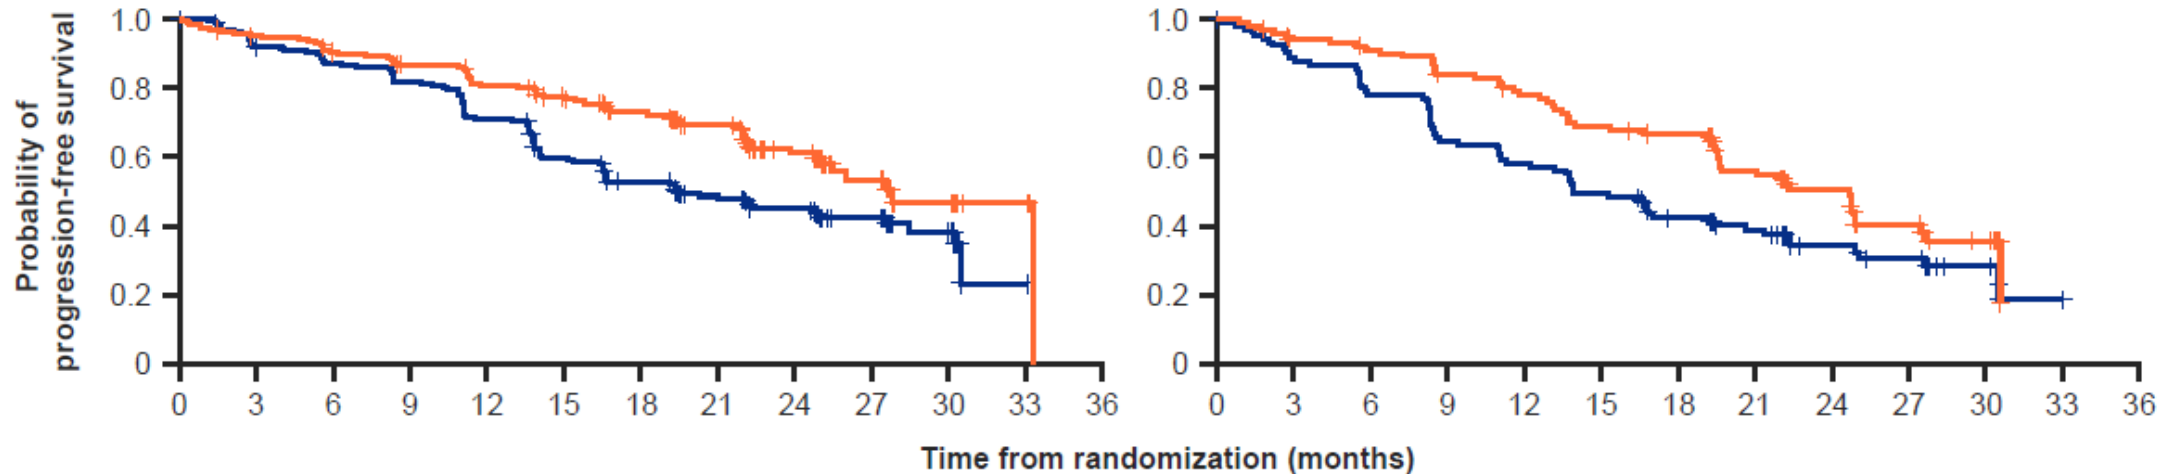 Probability of
progression-free survival
1.0
0.8
0.6
0.4
0.2
0
0 3 6 9 12 15 18 21 24 27 30 33 36
1.0
0.8
0.6
0.4
0.2
0
0 3 6 9 12 15 18 21 24 27 30 33 36
Time from randomization (months)